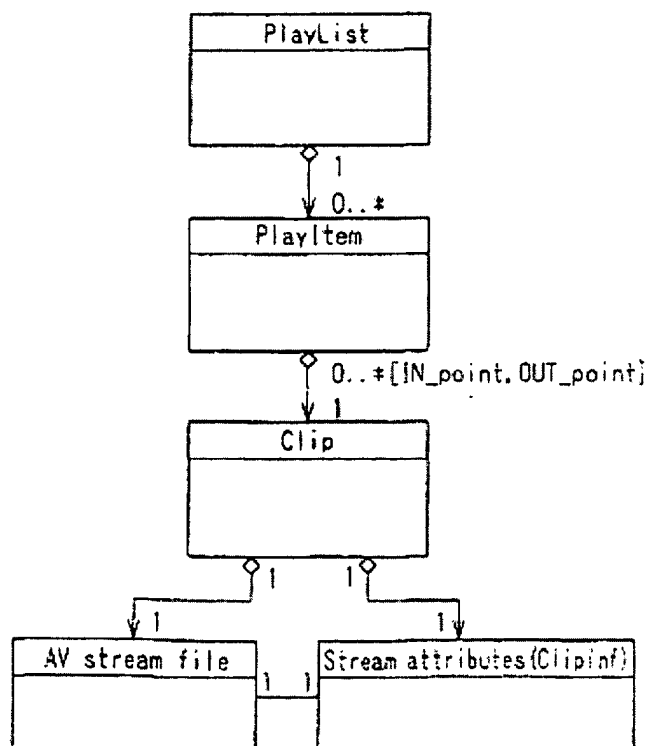 PlayList
1
0..*
PlayItem
0..*{IN_point, OUT_point}
1
Clip
1 1
1 1
AV stream file
Stream attributes(Clipinf)
1 1